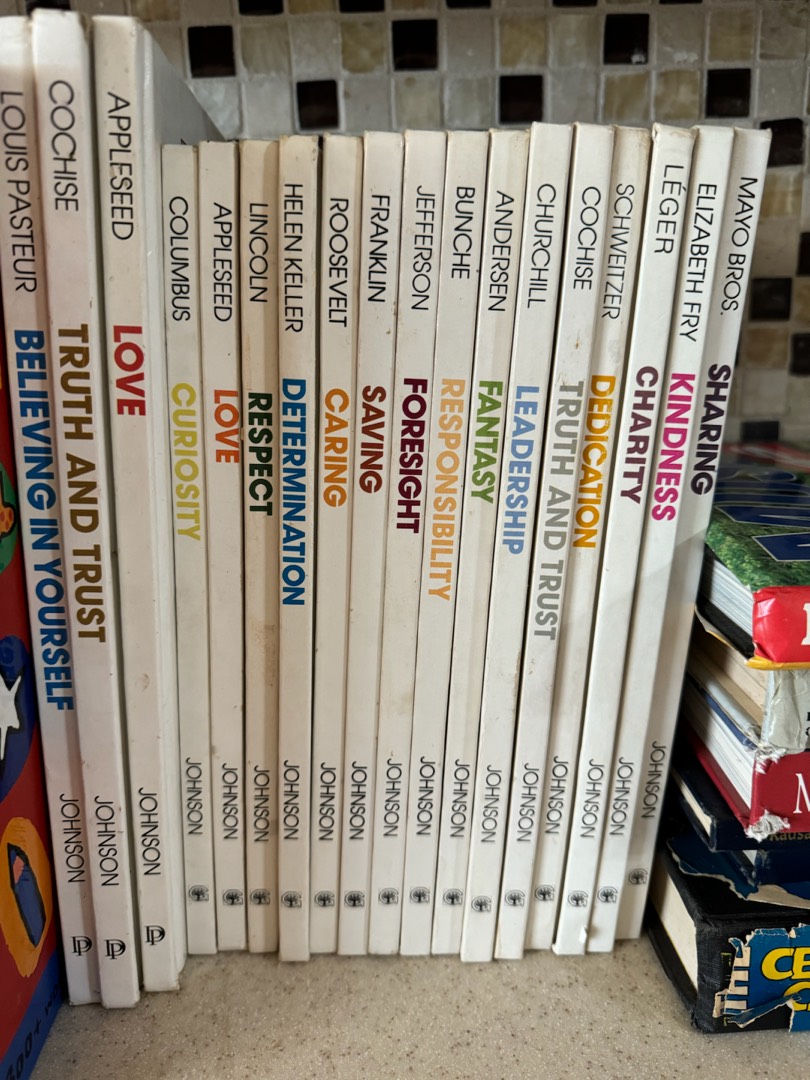 LOUIS PASTEUR BELIEVING IN YOURSELF JOHNSON
COCHISE TRUTH AND TRUST JOHNSON
APPLESEED LOVE JOHNSON
COLUMBUS CURIOSITY JOHNSON
APPLESEED LOVE JOHNSON
LINCOLN RESPECT JOHNSON
HELEN KELLER DETERMINATION JOHNSON
ROOSEVELT CARING JOHNSON
FRANKLIN SAVING JOHNSON
JEFFERSON FORESIGHT JOHNSON
BUNCHE RESPONSIBILITY JOHNSON
ANDERSEN FANTASY JOHNSON
CHURCHILL LEADERSHIP JOHNSON
COCHISE TRUTH AND TRUST JOHNSON
SCHWEITZER DEDICATION JOHNSON
LÉGER CHARITY JOHNSON
ELIZABETH FRY KINDNESS JOHNSON
MAYO BROS. SHARING JOHNSON
THE